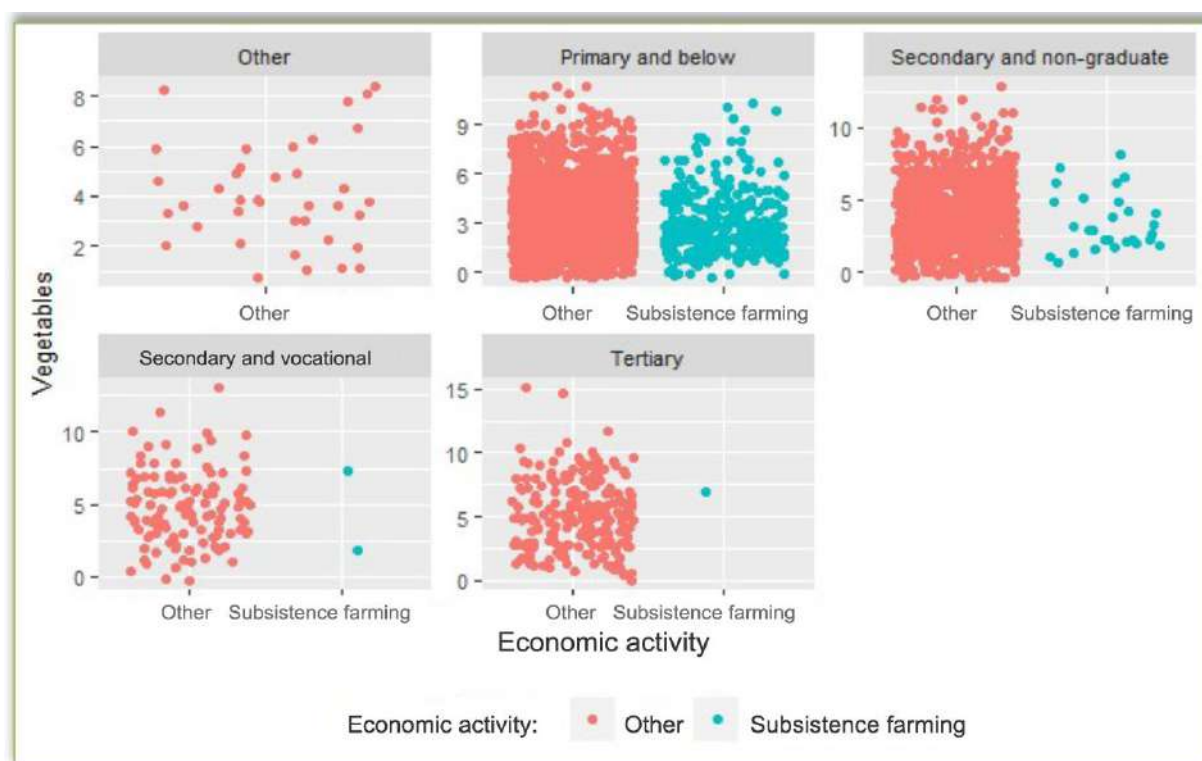 Other
Primary and below
Secondary and non-graduate
8
6
4
2
9
6
3
0
10
5
0
Other
Other
Subsistence farming
Other
Subsistence farming
Vegetables
Secondary and vocational
Tertiary
10
5
0
15
10
5
0
Other
Subsistence farming
Other
Subsistence farming
Economic activity
Economic activity:
Other
Subsistence farming